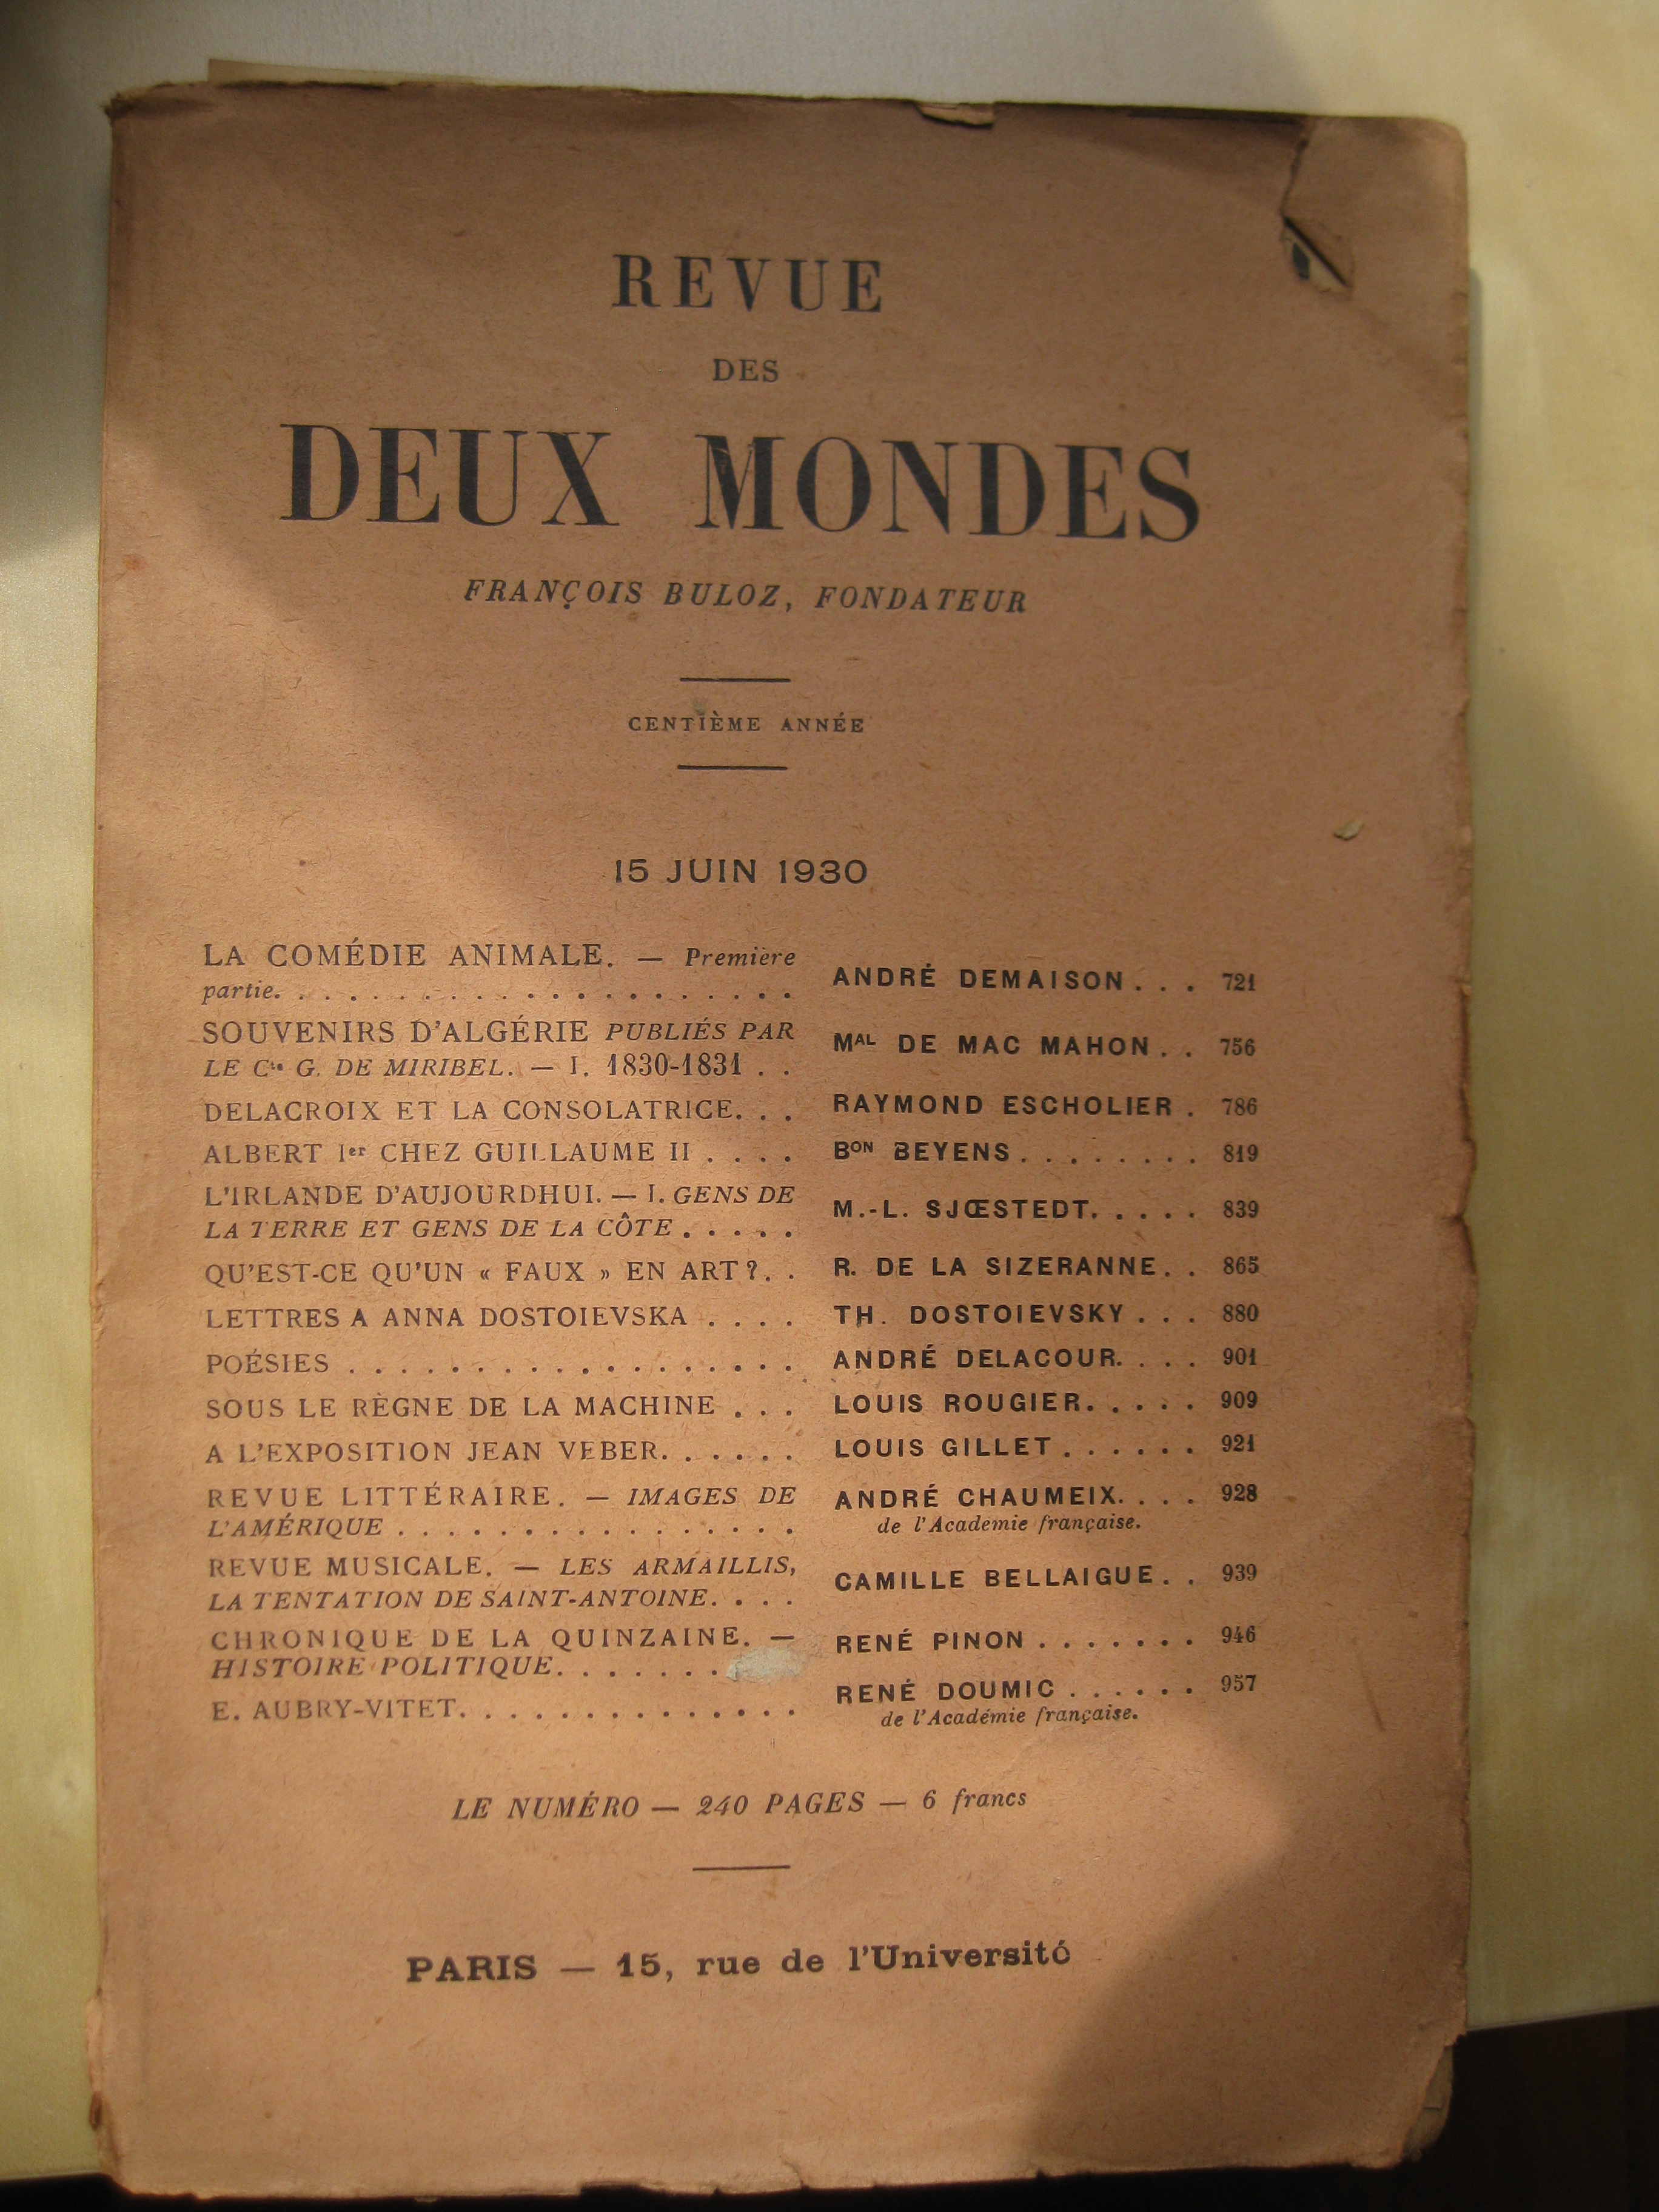 REVUE
DES
DEUX MONDES
FRANÇOIS BULOZ, FONDATEUR
CENTIÈME ANNÉE
15 JUIN 1930
LA COMÉDIE ANIMALE. — Première
partie. . . . . . . . . . . . . . . . . . . . . ANDRÉ DEMAISON . . . 721
SOUVENIRS D'ALGÉRIE PUBLIÉS PAR
LE Cte G. DE MIRIBEL. — I. 1830-1831 . . MAL DE MAC MAHON . . 756
DELACROIX ET LA CONSOLATRICE. . . RAYMOND ESCHOLIER . 786
ALBERT Ier CHEZ GUILLAUME II . . . . BON BEYENS . . . . . . . . 819
L'IRLANDE D'AUJOURDHUI. — I. GENS DE
LA TERRE ET GENS DE LA CÔTE . . . . . M.-L. SJŒSTEDT. . . . . 839
QU'EST-CE QU'UN « FAUX » EN ART ?. . R. DE LA SIZERANNE. . 865
LETTRES A ANNA DOSTOIEVSKA . . . . TH. DOSTOIEVSKY . . . 880
POÉSIES . . . . . . . . . . . . . . . . . . ANDRÉ DELACOUR. . . . 901
SOUS LE RÈGNE DE LA MACHINE . . . LOUIS ROUGIER. . . . . 909
A L'EXPOSITION JEAN VEBER. . . . . . LOUIS GILLET . . . . . . 921
REVUE LITTÉRAIRE. — IMAGES DE ANDRÉ CHAUMEIX. . . . 928
L'AMÉRIQUE . . . . . . . . . . . . . . . . de l'Académie française.
REVUE MUSICALE. — LES ARMAILLIS,
LA TENTATION DE SAINT-ANTOINE. . . . CAMILLE BELLAIGUE . . 939
CHRONIQUE DE LA QUINZAINE. —
HISTOIRE POLITIQUE. . . . . . . RENÉ PINON . . . . . . . 946
E. AUBRY-VITET. . . . . . . . . . . . . . RENÉ DOUMIC . . . . . . 957
de l'Académie française.
LE NUMÉRO — 240 PAGES — 6 francs
PARIS — 15, rue de l'Université